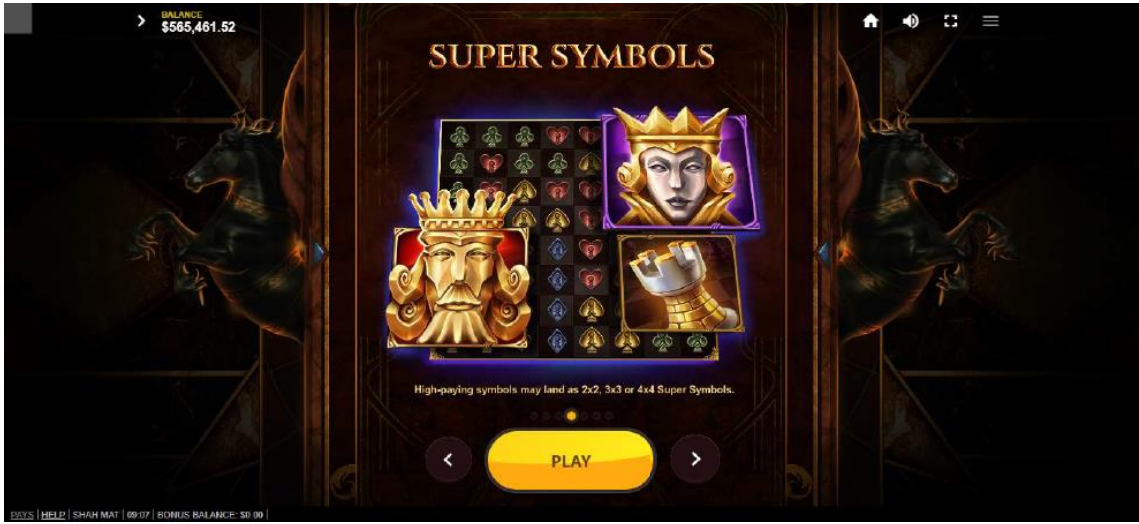 BALANCE
$565,461.52
SUPER SYMBOLS
High-paying symbols may land as 2x2, 3x3 or 4x4 Super Symbols.
PLAY
PAYS | HELP | SHAH MAT | 09:07 | BONUS BALANCE: $0.00 |